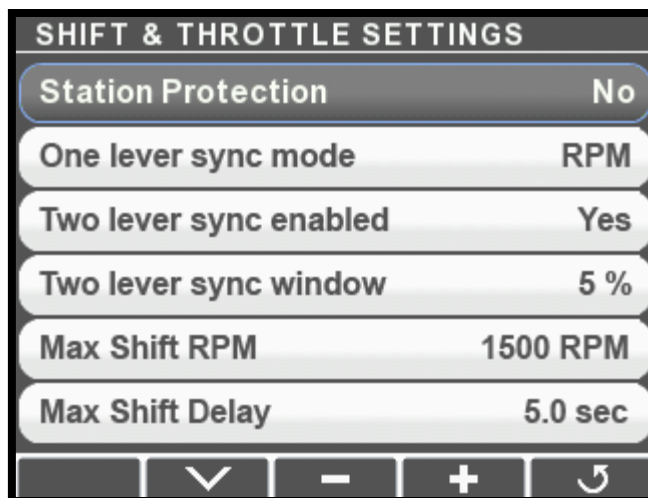 SHIFT & THROTTLE SETTINGS
Station Protection No
One lever sync mode RPM
Two lever sync enabled Yes
Two lever sync window 5 %
Max Shift RPM 1500 RPM
Max Shift Delay 5.0 sec